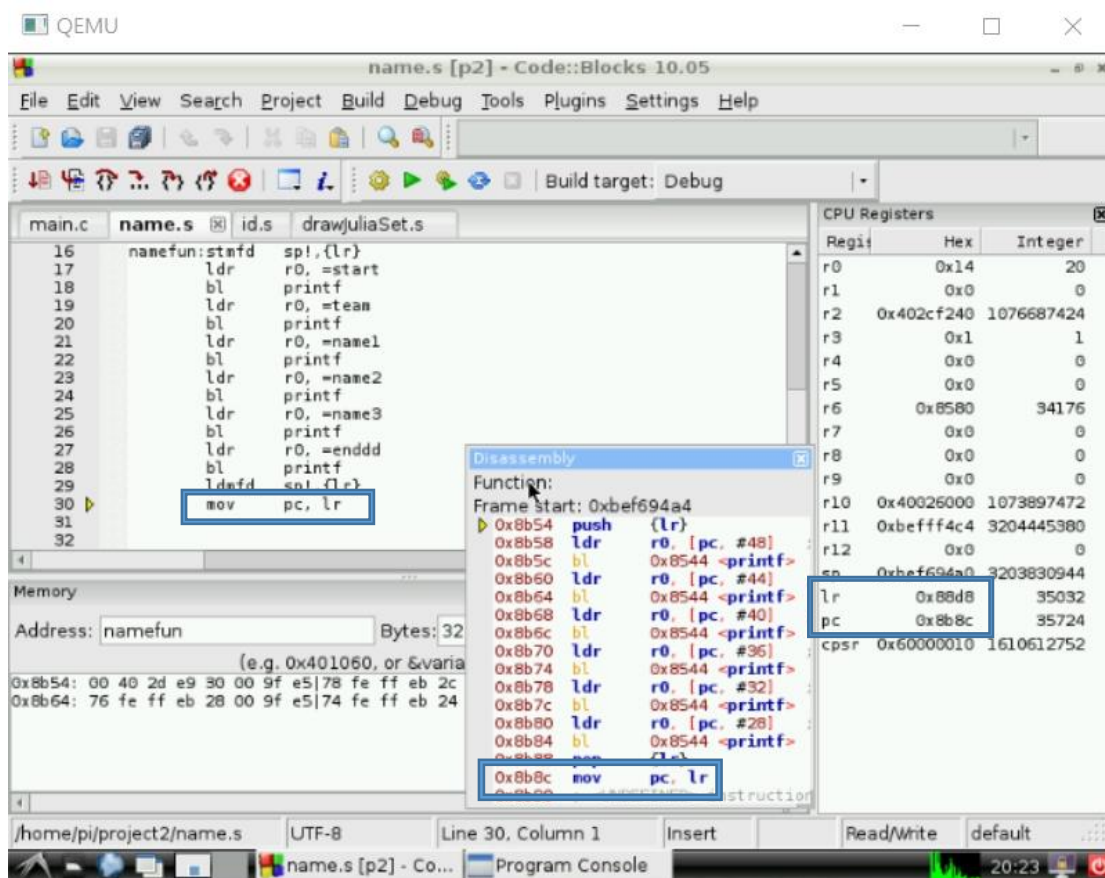 QEMU
name.s [p2] - Code::Blocks 10.05
File Edit View Search Project Build Debug Tools Plugins Settings Help
Build target: Debug
main.c name.s id.s drawJuliaSet.s
16 namefun:stmfd sp!,{lr}
17 ldr r0, =start
18 bl printf
19 ldr r0, =team
20 bl printf
21 ldr r0, =name1
22 bl printf
23 ldr r0, =name2
24 bl printf
25 ldr r0, =name3
26 bl printf
27 ldr r0, =enddd
28 bl printf
29 ldmfd sp!,{lr}
30 mov pc, lr
31
32
Memory
Address: namefun Bytes: 32
(e.g. 0x401060, or &varia
0x8b54: 00 40 2d e9 30 00 9f e5|78 fe ff eb 2c
0x8b64: 76 fe ff eb 28 00 9f e5|74 fe ff eb 24
Disassembly
Function:
Frame start: 0xbef694a4
0x8b54 push {lr}
0x8b58 ldr r0, [pc, #48]
0x8b5c bl 0x8544 <printf>
0x8b60 ldr r0, [pc, #44]
0x8b64 bl 0x8544 <printf>
0x8b68 ldr r0, [pc, #40]
0x8b6c bl 0x8544 <printf>
0x8b70 ldr r0, [pc, #36]
0x8b74 bl 0x8544 <printf>
0x8b78 ldr r0, [pc, #32]
0x8b7c bl 0x8544 <printf>
0x8b80 ldr r0, [pc, #28]
0x8b84 bl 0x8544 <printf>
0x8b88 pop {lr}
0x8b8c mov pc, lr
instruction
CPU Registers
Regis Hex Integer
r0 0x14 20
r1 0x0 0
r2 0x402cf240 1076687424
r3 0x1 1
r4 0x0 0
r5 0x0 0
r6 0x8580 34176
r7 0x0 0
r8 0x0 0
r9 0x0 0
r10 0x40026000 1073897472
r11 0xbefff4c4 3204445380
r12 0x0 0
sp 0xbef694a0 3203830944
lr 0x88d8 35032
pc 0x8b8c 35724
cpsr 0x60000010 1610612752
/home/pi/project2/name.s UTF-8 Line 30, Column 1 Insert Read/Write default
name.s [p2] - Co... Program Console 20:23